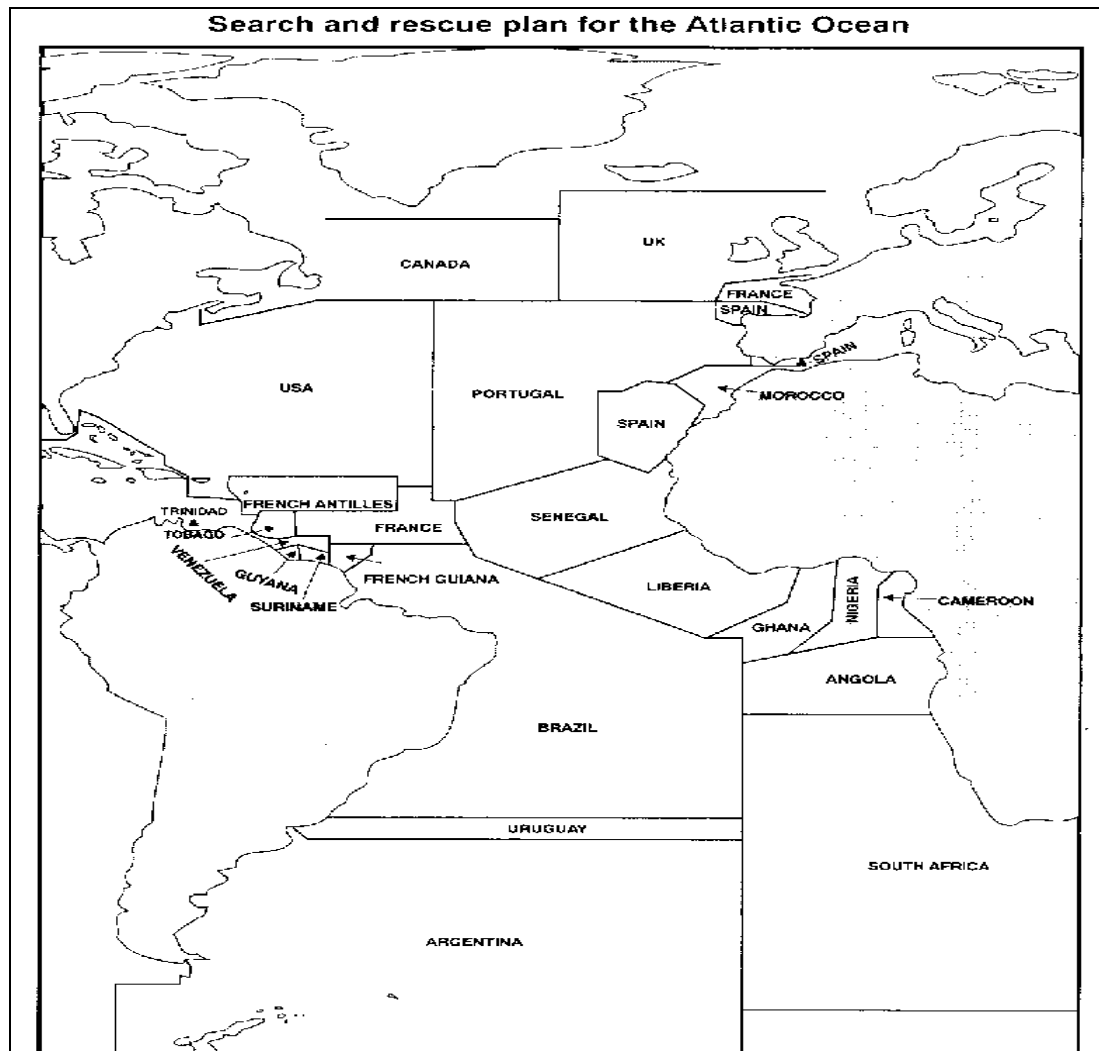 Search and rescue plan for the Atlantic Ocean
UK
CANADA
FRANCE
SPAIN
SPAIN
USA
PORTUGAL
MOROCCO
SPAIN
FRENCH ANTILLES
TRINIDAD
TOBAGO
FRANCE
SENEGAL
VENEZUELA
GUYANA
SURINAME
FRENCH GUIANA
LIBERIA
NIGERIA
CAMEROON
GHANA
ANGOLA
BRAZIL
URUGUAY
SOUTH AFRICA
ARGENTINA